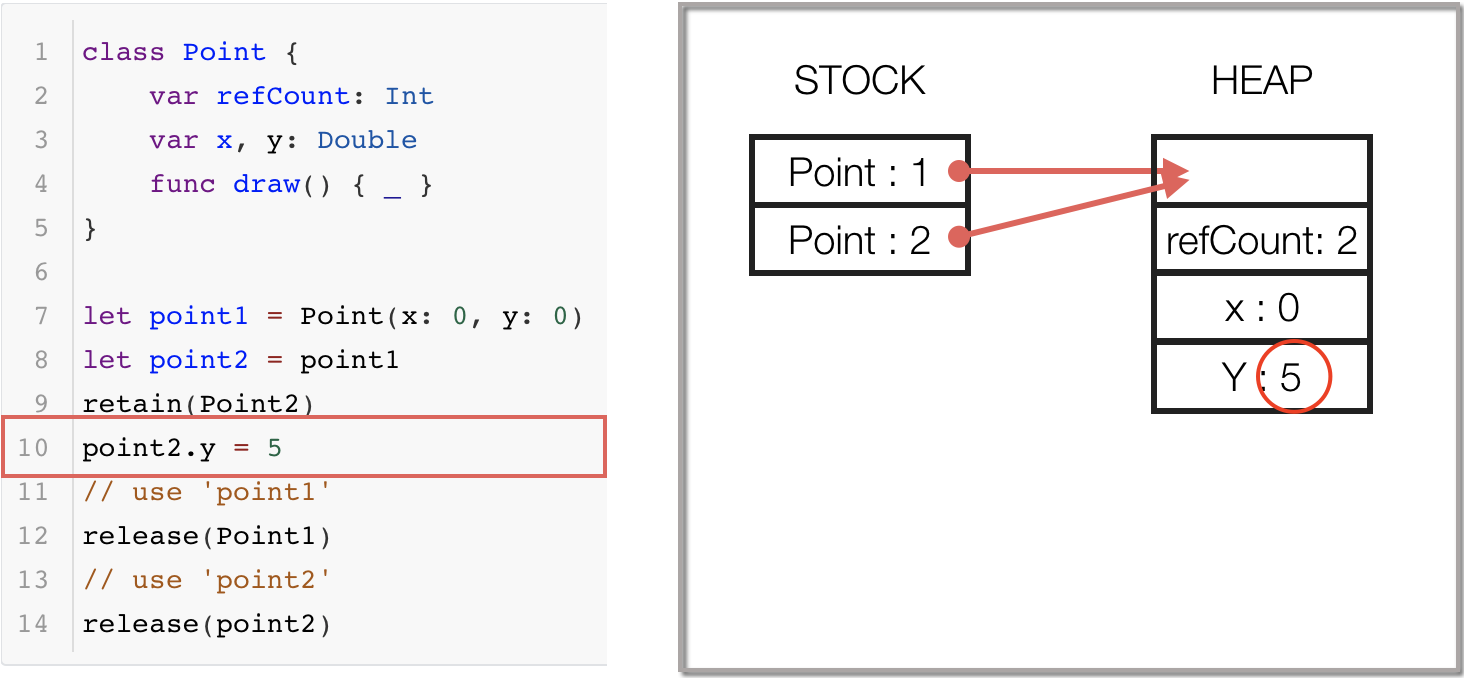 1 class Point {
2 var refCount: Int
3 var x, y: Double
4 func draw() { _ }
5 }
6
7 let point1 = Point(x: 0, y: 0)
8 let point2 = point1
9 retain(Point2)
10 point2.y = 5
11 // use 'point1'
12 release(Point1)
13 // use 'point2'
14 release(point2)
STOCK
HEAP
Point : 1
Point : 2
refCount: 2
x : 0
Y : 5